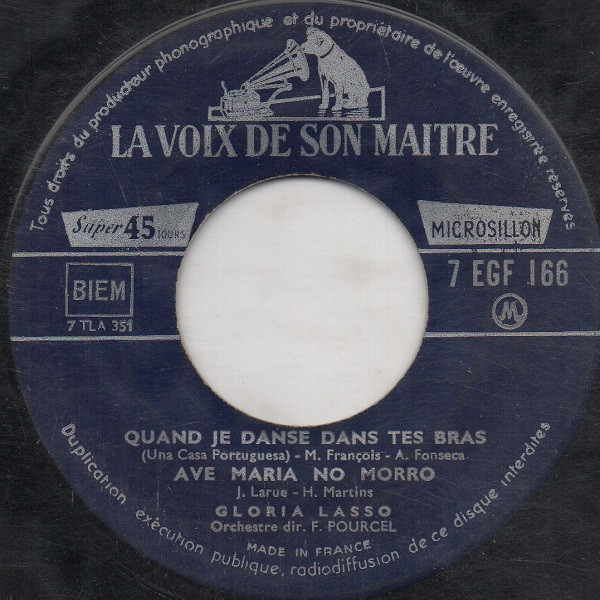 Tous droits du producteur phonographique et du propriétaire de l'œuvre enregistrée réservés
LA VOIX DE SON MAITRE
Super 45 TOURS
MICROSILLON
BIEM
7 TLA 351
7 EGF 166
M
QUAND JE DANSE DANS TES BRAS
(Una Casa Portuguesa) - M. François - A. Fonseca
AVE MARIA NO MORRO
J. Larue - H. Martins
GLORIA LASSO
Orchestre dir. F. POURCEL
MADE IN FRANCE
Duplication exécution publique, radiodiffusion de ce disque interdites